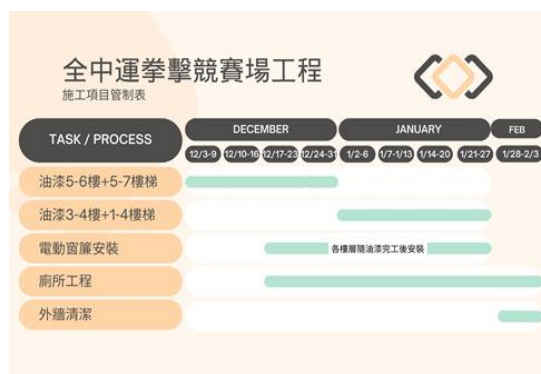 全中運拳擊競賽場工程
施工項目管制表
TASK / PROCESS
DECEMBER
JANUARY
FEB
12/3-9 12/10-16 12/17-23 12/24-31 1/2-6 1/7-1/13 1/14-20 1/21-27 1/28-2/3
油漆5-6樓+5-7樓梯
油漆3-4樓+1-4樓梯
電動窗簾安裝
各樓層隨油漆完工後安裝
廁所工程
外牆清潔